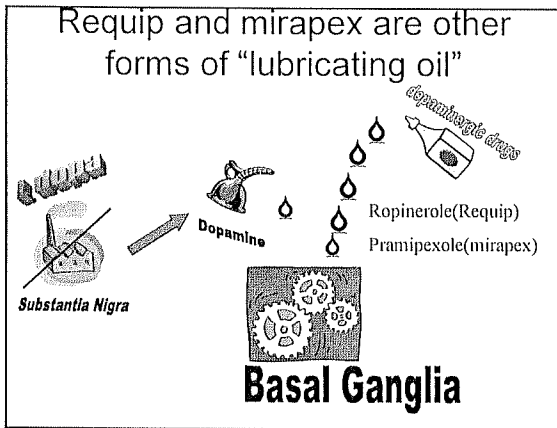 Requip and mirapex are other
forms of “lubricating oil”
dopaminergic drugs
dopa
Dopamine
Ropinerole(Requip)
Pramipexole(mirapex)
Substantia Nigra
Basal Ganglia